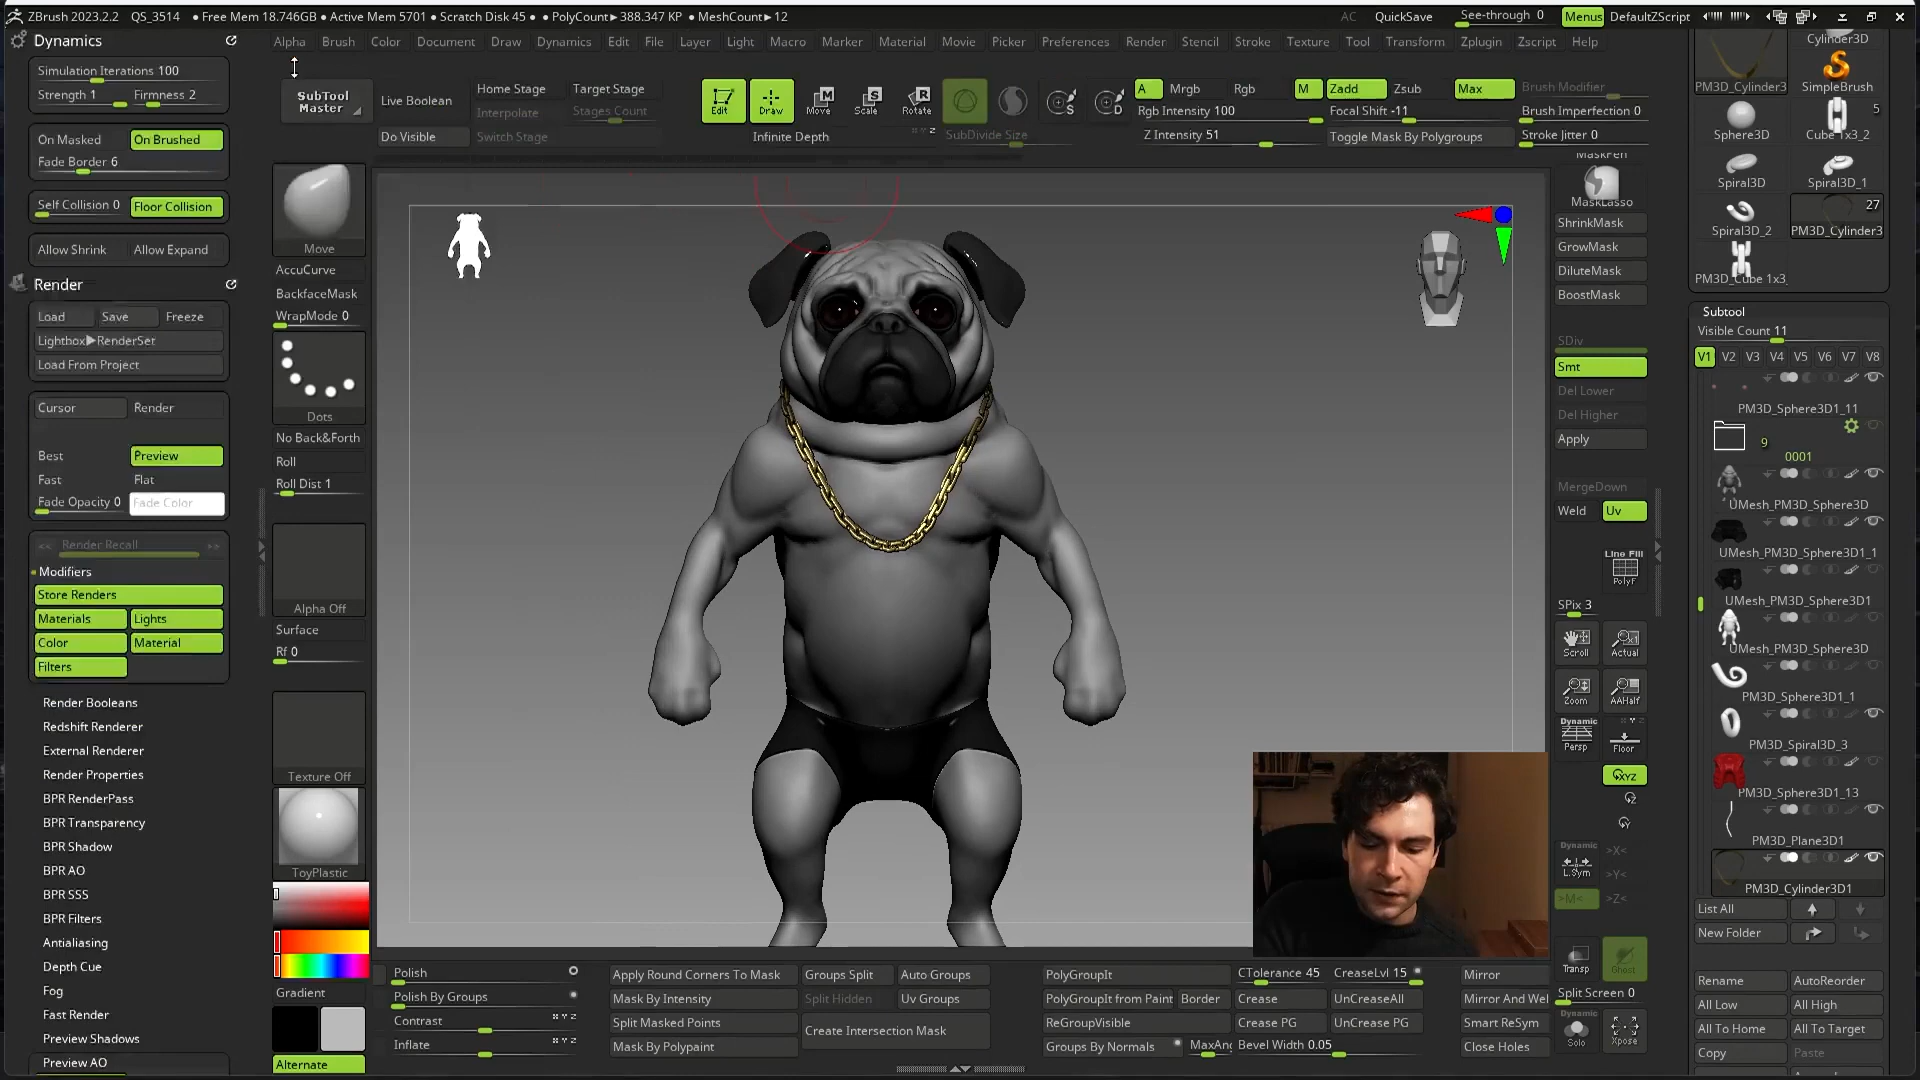 ZBrush 2023.2.2 QS_3514 ● Free Mem 18.746GB ● Active Mem 5701 ● Scratch Disk 45 ● ● PolyCount▶388.347 KP ● MeshCount▶12
AC QuickSave See-through 0 Menus DefaultZScript
Alpha Brush Color Document Draw Dynamics Edit File Layer Light Macro Marker Material Movie Picker Preferences Render Stencil Stroke Texture Tool Transform Zplugin Zscript Help
Dynamics
Simulation Iterations 100
Strength 1 Firmness 2
On Masked On Brushed
Fade Border 6
Self Collision 0 Floor Collision
Allow Shrink Allow Expand
Render
Load Save Freeze
Lightbox▶RenderSet
Load From Project
Cursor Render
Best Preview
Fast Flat
Fade Opacity 0 Fade Color
Render Recall
Modifiers
Store Renders
Materials Lights
Color Material
Filters
Render Booleans
Redshift Renderer
External Renderer
Render Properties
BPR RenderPass
BPR Transparency
BPR Shadow
BPR AO
BPR SSS
BPR Filters
Antialiasing
Depth Cue
Fog
Fast Render
Preview Shadows
Preview AO
SubTool Master
Live Boolean
Do Visible
Home Stage Target Stage
Interpolate Stages Count
Switch Stage
Edit Draw Move Scale Rotate
Infinite Depth
SubDivide Size
S D
A Mrgb Rgb M Zadd Zsub Max Brush Modifier
Rgb Intensity 100 Focal Shift -11 Brush Imperfection 0
Z Intensity 51 Toggle Mask By Polygroups Stroke Jitter 0
Move
AccuCurve
BackfaceMask
WrapMode 0
Dots
No Back&Forth
Roll
Roll Dist 1
Alpha Off
Surface
Rf 0
Texture Off
ToyPlastic
Gradient
Alternate
MaskPen
MaskLasso
ShrinkMask
GrowMask
DiluteMask
BoostMask
SDiv
Smt
Del Lower
Del Higher
Apply
MergeDown
Weld Uv
Line Fill
PolyF
SPix 3
Scroll Actual
Zoom AAHalf
Dynamic
Persp Floor
XYZ
Dynamic
L.Sym
>X<
>Y<
>M< >Z<
Transp Ghost
Split Screen 0
Dynamic
Solo Xpose
Cylinder3D
PM3D_Cylinder3 SimpleBrush
5
Sphere3D Cube 1x3_2
Spiral3D Spiral3D_1
27
Spiral3D_2 PM3D_Cylinder3
PM3D_Cube 1x3_
Subtool
Visible Count 11
V1 V2 V3 V4 V5 V6 V7 V8
PM3D_Sphere3D1_11
9
0001
UMesh_PM3D_Sphere3D
UMesh_PM3D_Sphere3D1_1
UMesh_PM3D_Sphere3D1
UMesh_PM3D_Sphere3D
PM3D_Sphere3D1_1
PM3D_Spiral3D_3
PM3D_Sphere3D1_13
PM3D_Plane3D1
PM3D_Cylinder3D1
List All
New Folder
Rename AutoReorder
All Low All High
All To Home All To Target
Copy Paste
Polish Apply Round Corners To Mask Groups Split Auto Groups PolyGroupIt CTolerance 45 CreaseLvl 15 Mirror
Polish By Groups Mask By Intensity Split Hidden Uv Groups PolyGroupIt from Paint Border Crease UnCreaseAll Mirror And Wel
Contrast Split Masked Points Create Intersection Mask ReGroupVisible Crease PG UnCrease PG Smart ReSym
Inflate Mask By Polypaint Groups By Normals MaxAng Bevel Width 0.05 Close Holes